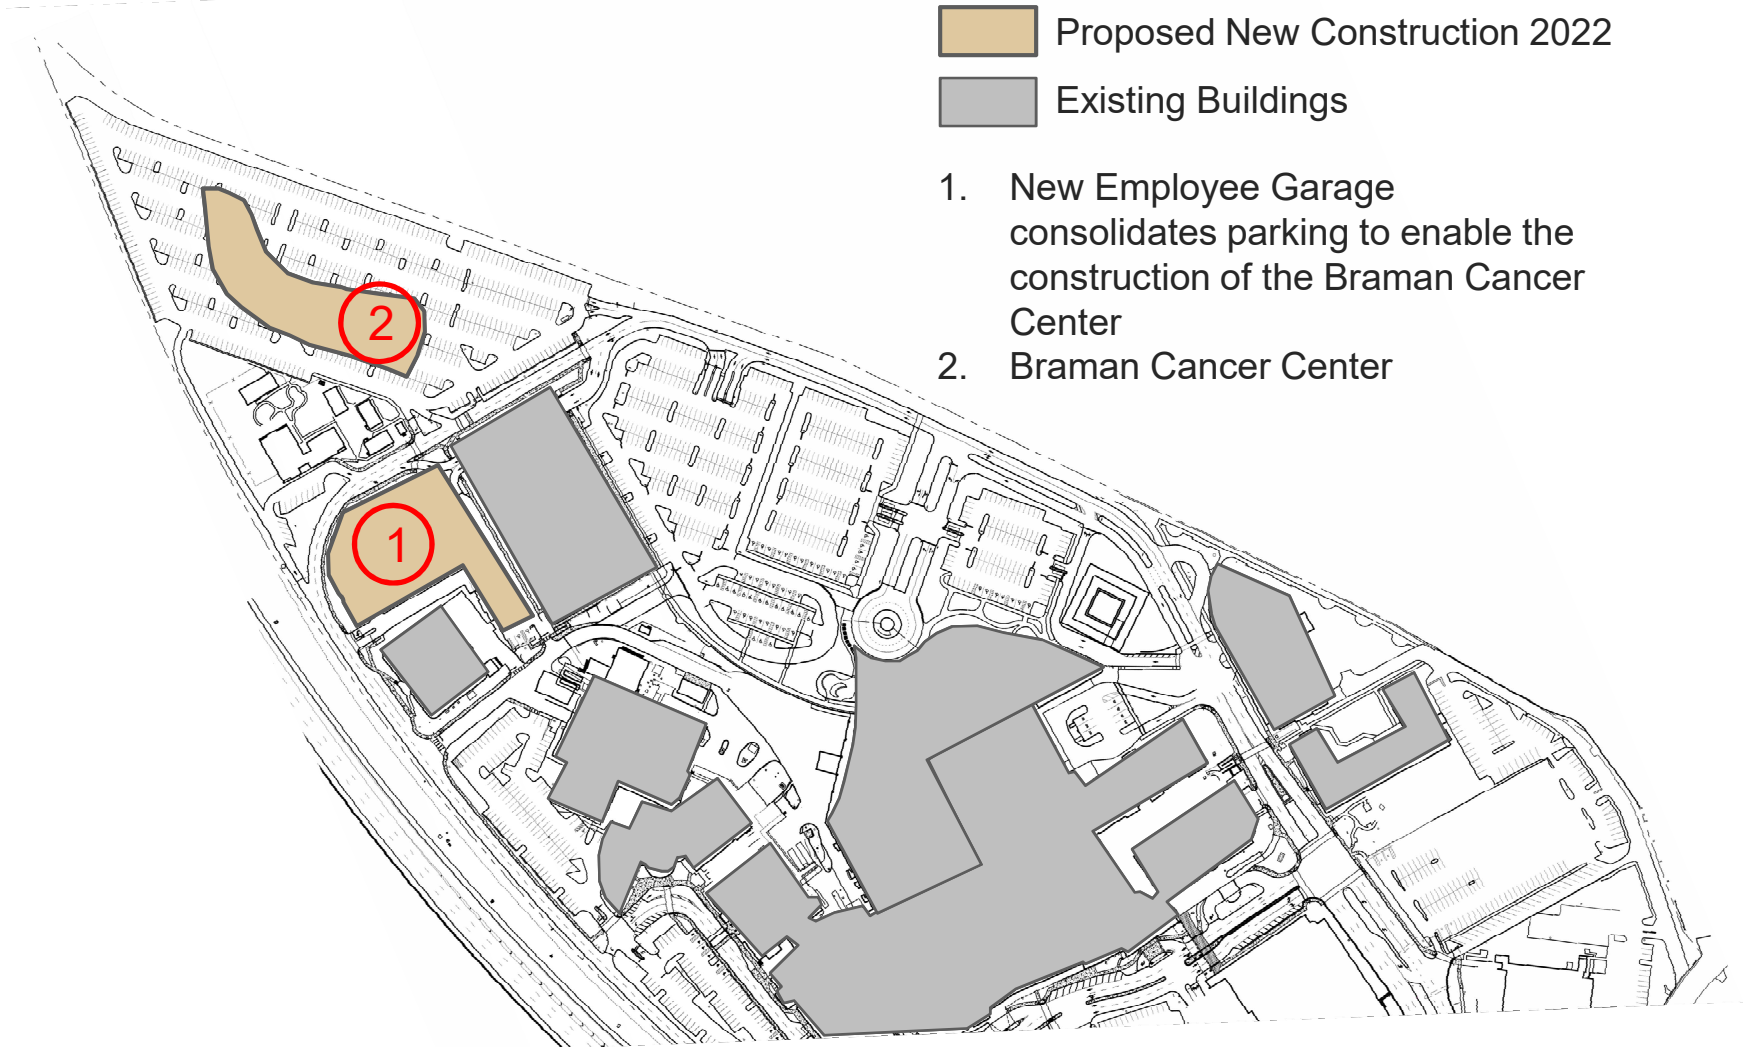 Proposed New Construction 2022
Existing Buildings
1. New Employee Garage
consolidates parking to enable the
construction of the Braman Cancer
Center
2. Braman Cancer Center
2
1